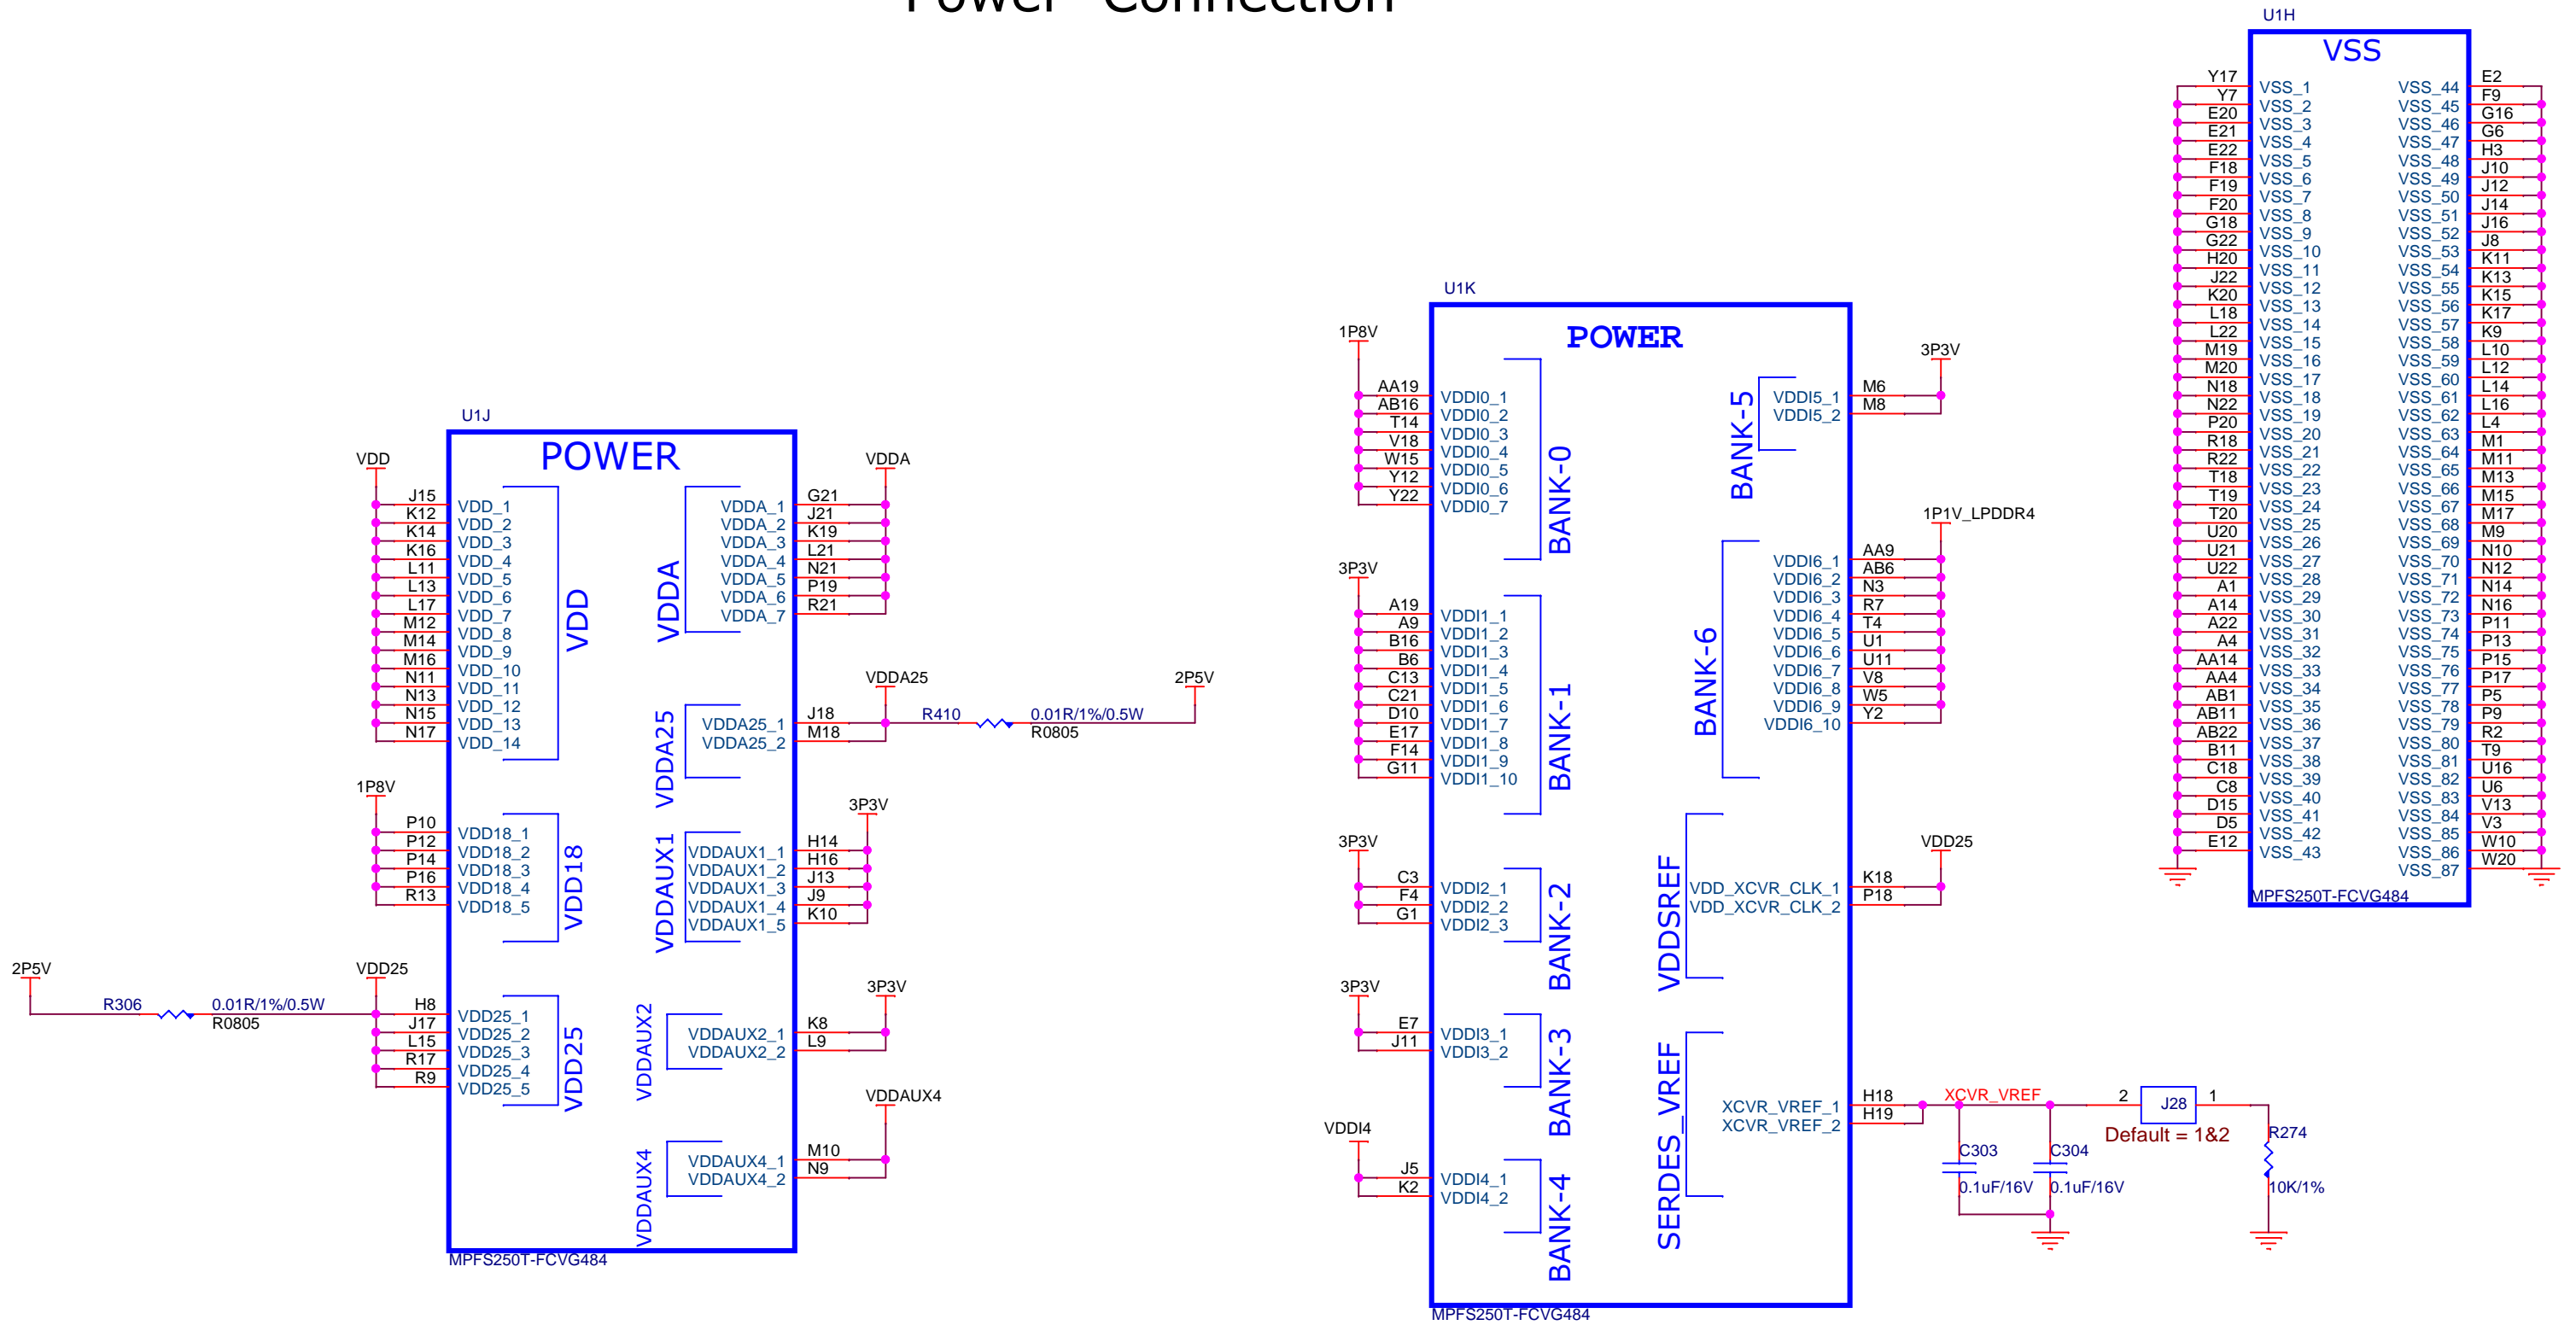 Power Connection
U1J
POWER
VDD
J15 VDD_1
K12 VDD_2
K14 VDD_3
K16 VDD_4
L11 VDD_5
L13 VDD_6
L17 VDD_7
M12 VDD_8
M14 VDD_9
M16 VDD_10
N11 VDD_11
N13 VDD_12
N15 VDD_13
N17 VDD_14
VDD
1P8V
P10 VDD18_1
P12 VDD18_2
P14 VDD18_3
P16 VDD18_4
R13 VDD18_5
VDD18
2P5V
R306
0.01R/1%/0.5W
R0805
VDD25
H8 VDD25_1
J17 VDD25_2
L15 VDD25_3
R17 VDD25_4
R9 VDD25_5
VDD25
VDDA
VDDA
VDDA_1 G21
VDDA_2 J21
VDDA_3 K19
VDDA_4 L21
VDDA_5 N21
VDDA_6 P19
VDDA_7 R21
VDDA25
VDDA25
VDDA25_1 J18
VDDA25_2 M18
R410
0.01R/1%/0.5W
R0805
2P5V
3P3V
VDDAUX1
VDDAUX1_1 H14
VDDAUX1_2 H16
VDDAUX1_3 J13
VDDAUX1_4 J9
VDDAUX1_5 K10
3P3V
VDDAUX2
VDDAUX2_1 K8
VDDAUX2_2 L9
VDDAUX4
VDDAUX4
VDDAUX4_1 M10
VDDAUX4_2 N9
MPFS250T-FCVG484
U1K
POWER
1P8V
AA19 VDDI0_1
AB16 VDDI0_2
T14 VDDI0_3
V18 VDDI0_4
W15 VDDI0_5
Y12 VDDI0_6
Y22 VDDI0_7
BANK-0
3P3V
A19 VDDI1_1
A9 VDDI1_2
B16 VDDI1_3
B6 VDDI1_4
C13 VDDI1_5
C21 VDDI1_6
D10 VDDI1_7
E17 VDDI1_8
F14 VDDI1_9
G11 VDDI1_10
BANK-1
3P3V
C3 VDDI2_1
F4 VDDI2_2
G1 VDDI2_3
BANK-2
3P3V
E7 VDDI3_1
J11 VDDI3_2
BANK-3
VDDI4
J5 VDDI4_1
K2 VDDI4_2
BANK-4
3P3V
BANK-5
VDDI5_1 M6
VDDI5_2 M8
1P1V_LPDDR4
BANK-6
VDDI6_1 AA9
VDDI6_2 AB6
VDDI6_3 N3
VDDI6_4 R7
VDDI6_5 T4
VDDI6_6 U1
VDDI6_7 U11
VDDI6_8 V8
VDDI6_9 W5
VDDI6_10 Y2
VDD25
VDDSREF
VDD_XCVR_CLK_1 K18
VDD_XCVR_CLK_2 P18
SERDES_VREF
XCVR_VREF_1 H18
XCVR_VREF_2 H19
XCVR_VREF
C303
0.1uF/16V
C304
0.1uF/16V
2 J28 1
Default = 1&2
R274
10K/1%
MPFS250T-FCVG484
U1H
VSS
Y17 VSS_1 VSS_44 E2
Y7 VSS_2 VSS_45 F9
E20 VSS_3 VSS_46 G16
E21 VSS_4 VSS_47 G6
E22 VSS_5 VSS_48 H3
F18 VSS_6 VSS_49 J10
F19 VSS_7 VSS_50 J12
F20 VSS_8 VSS_51 J14
G18 VSS_9 VSS_52 J16
G22 VSS_10 VSS_53 J8
H20 VSS_11 VSS_54 K11
J22 VSS_12 VSS_55 K13
K20 VSS_13 VSS_56 K15
L18 VSS_14 VSS_57 K17
L22 VSS_15 VSS_58 K9
M19 VSS_16 VSS_59 L10
M20 VSS_17 VSS_60 L12
N18 VSS_18 VSS_61 L14
N22 VSS_19 VSS_62 L16
P20 VSS_20 VSS_63 L4
R18 VSS_21 VSS_64 M1
R22 VSS_22 VSS_65 M11
T18 VSS_23 VSS_66 M13
T19 VSS_24 VSS_67 M15
T20 VSS_25 VSS_68 M17
U20 VSS_26 VSS_69 M9
U21 VSS_27 VSS_70 N10
U22 VSS_28 VSS_71 N12
A1 VSS_29 VSS_72 N14
A14 VSS_30 VSS_73 N16
A22 VSS_31 VSS_74 P11
A4 VSS_32 VSS_75 P13
AA14 VSS_33 VSS_76 P15
AA4 VSS_34 VSS_77 P17
AB1 VSS_35 VSS_78 P5
AB11 VSS_36 VSS_79 P9
AB22 VSS_37 VSS_80 R2
B11 VSS_38 VSS_81 T9
C18 VSS_39 VSS_82 U16
C8 VSS_40 VSS_83 U6
D15 VSS_41 VSS_84 V13
D5 VSS_42 VSS_85 V3
E12 VSS_43 VSS_86 W10
VSS_87 W20
MPFS250T-FCVG484